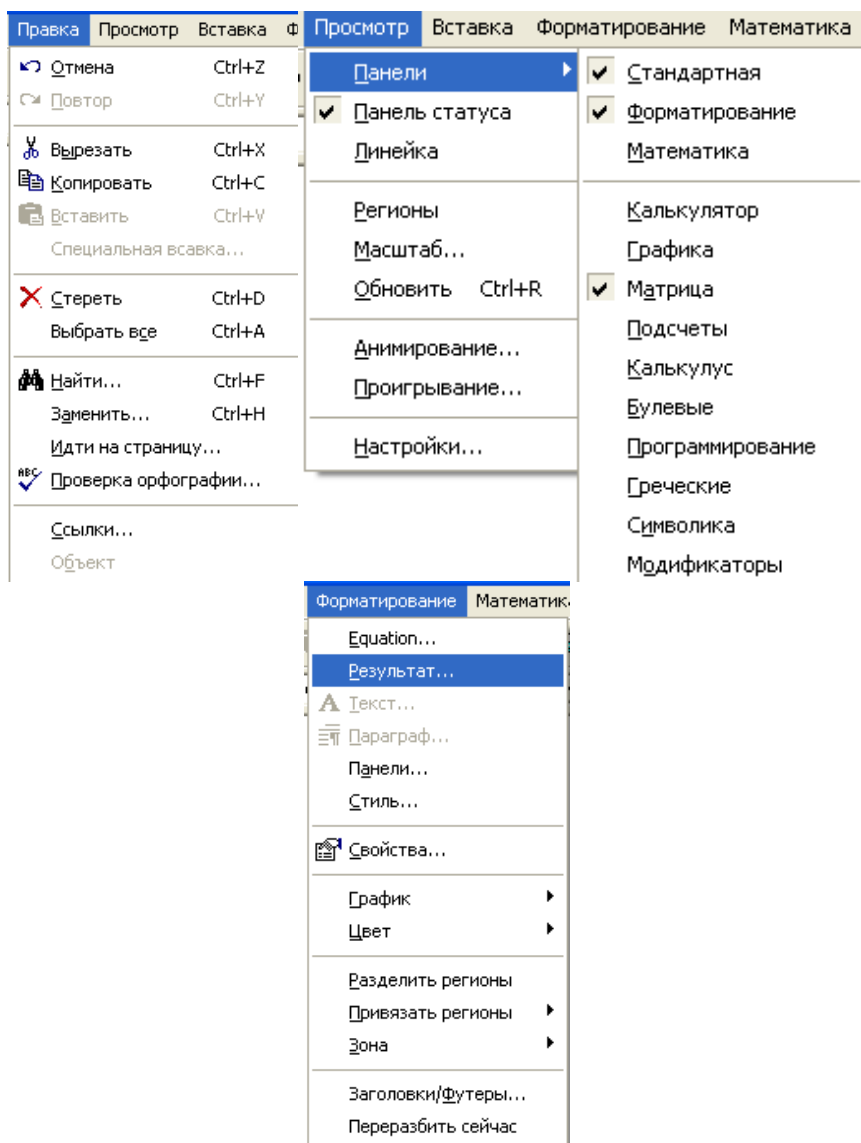 Правка Просмотр Вставка Ф
Отмена Ctrl+Z
Повтор Ctrl+Y
Вырезать Ctrl+X
Копировать Ctrl+C
Вставить Ctrl+V
Специальная всавка...
Стереть Ctrl+D
Выбрать все Ctrl+A
Найти... Ctrl+F
Заменить... Ctrl+H
Идти на страницу...
ABC Проверка орфографии...
Ссылки...
Объект
Просмотр Вставка Форматирование Математика
Панели
Панель статуса
Линейка
Регионы
Масштаб...
Обновить Ctrl+R
Анимирование...
Проигрывание...
Настройки...
Стандартная
Форматирование
Математика
Калькулятор
Графика
Матрица
Подсчеты
Калькулус
Булевые
Программирование
Греческие
Символика
Модификаторы
Форматирование Математик
Equation...
Результат...
A Текст...
Параграф...
Панели...
Стиль...
Свойства...
График
Цвет
Разделить регионы
Привязать регионы
Зона
Заголовки/Футеры...
Переразбить сейчас